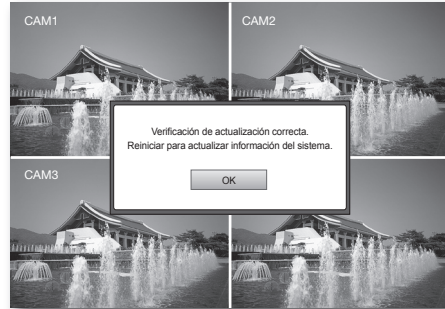 CAM1
CAM2
Verificación de actualización correcta.
Reiniciar para actualizar información del sistema.
OK
CAM3